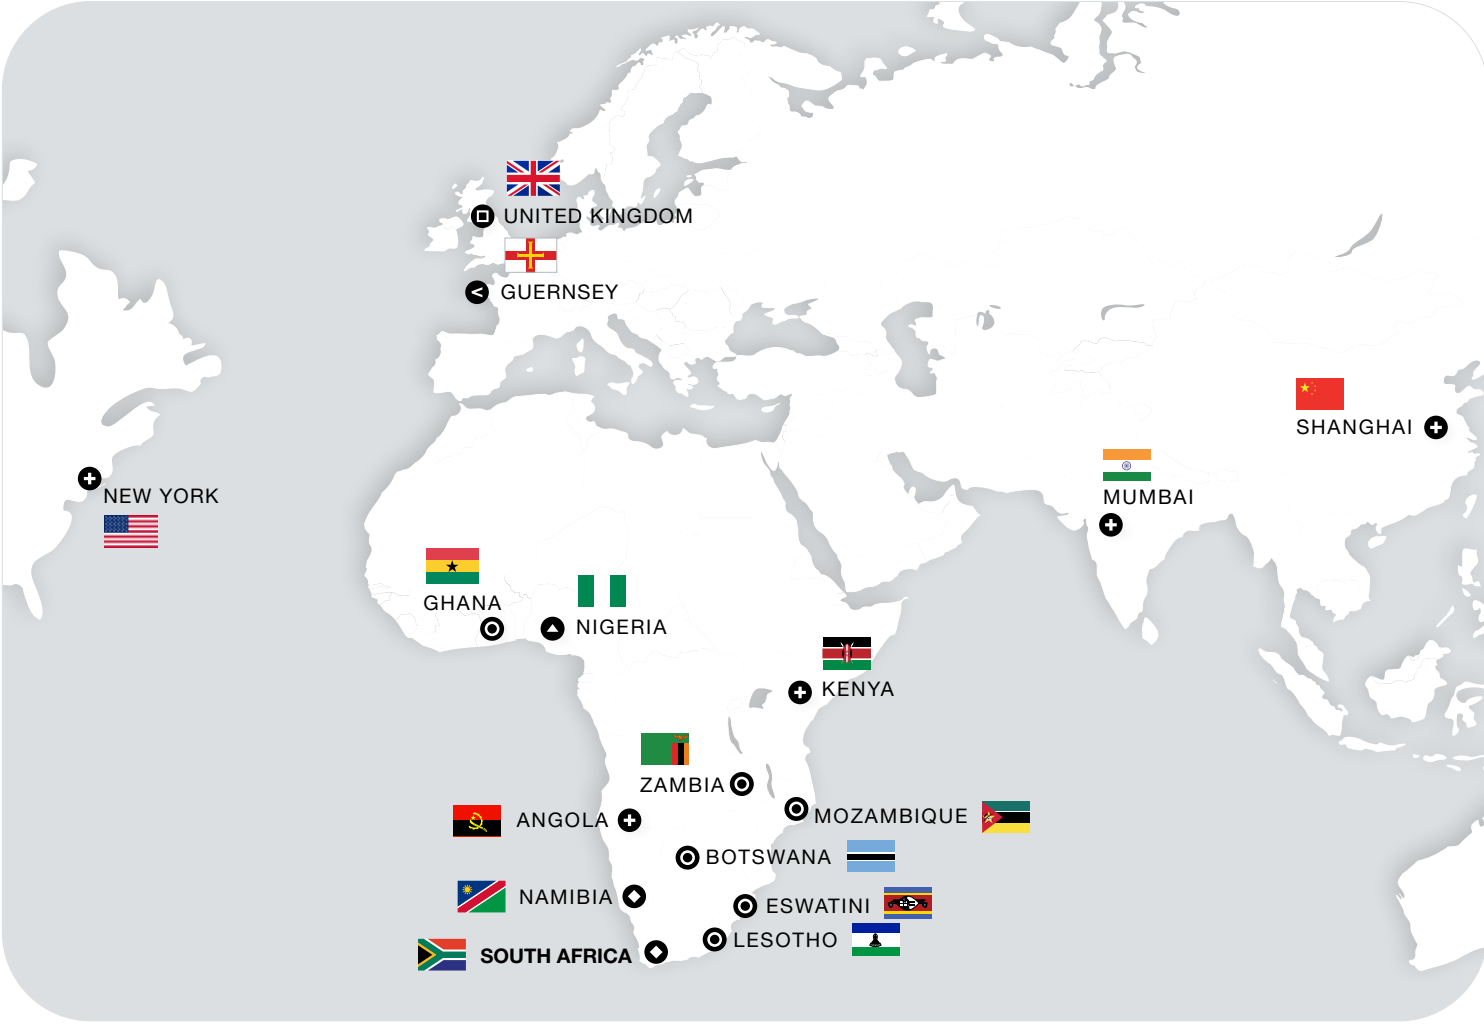 UNITED KINGDOM
GUERNSEY
SHANGHAI
MUMBAI
NEW YORK
GHANA
NIGERIA
KENYA
ZAMBIA
MOZAMBIQUE
ANGOLA
BOTSWANA
NAMIBIA
ESWATINI
LESOTHO
SOUTH AFRICA